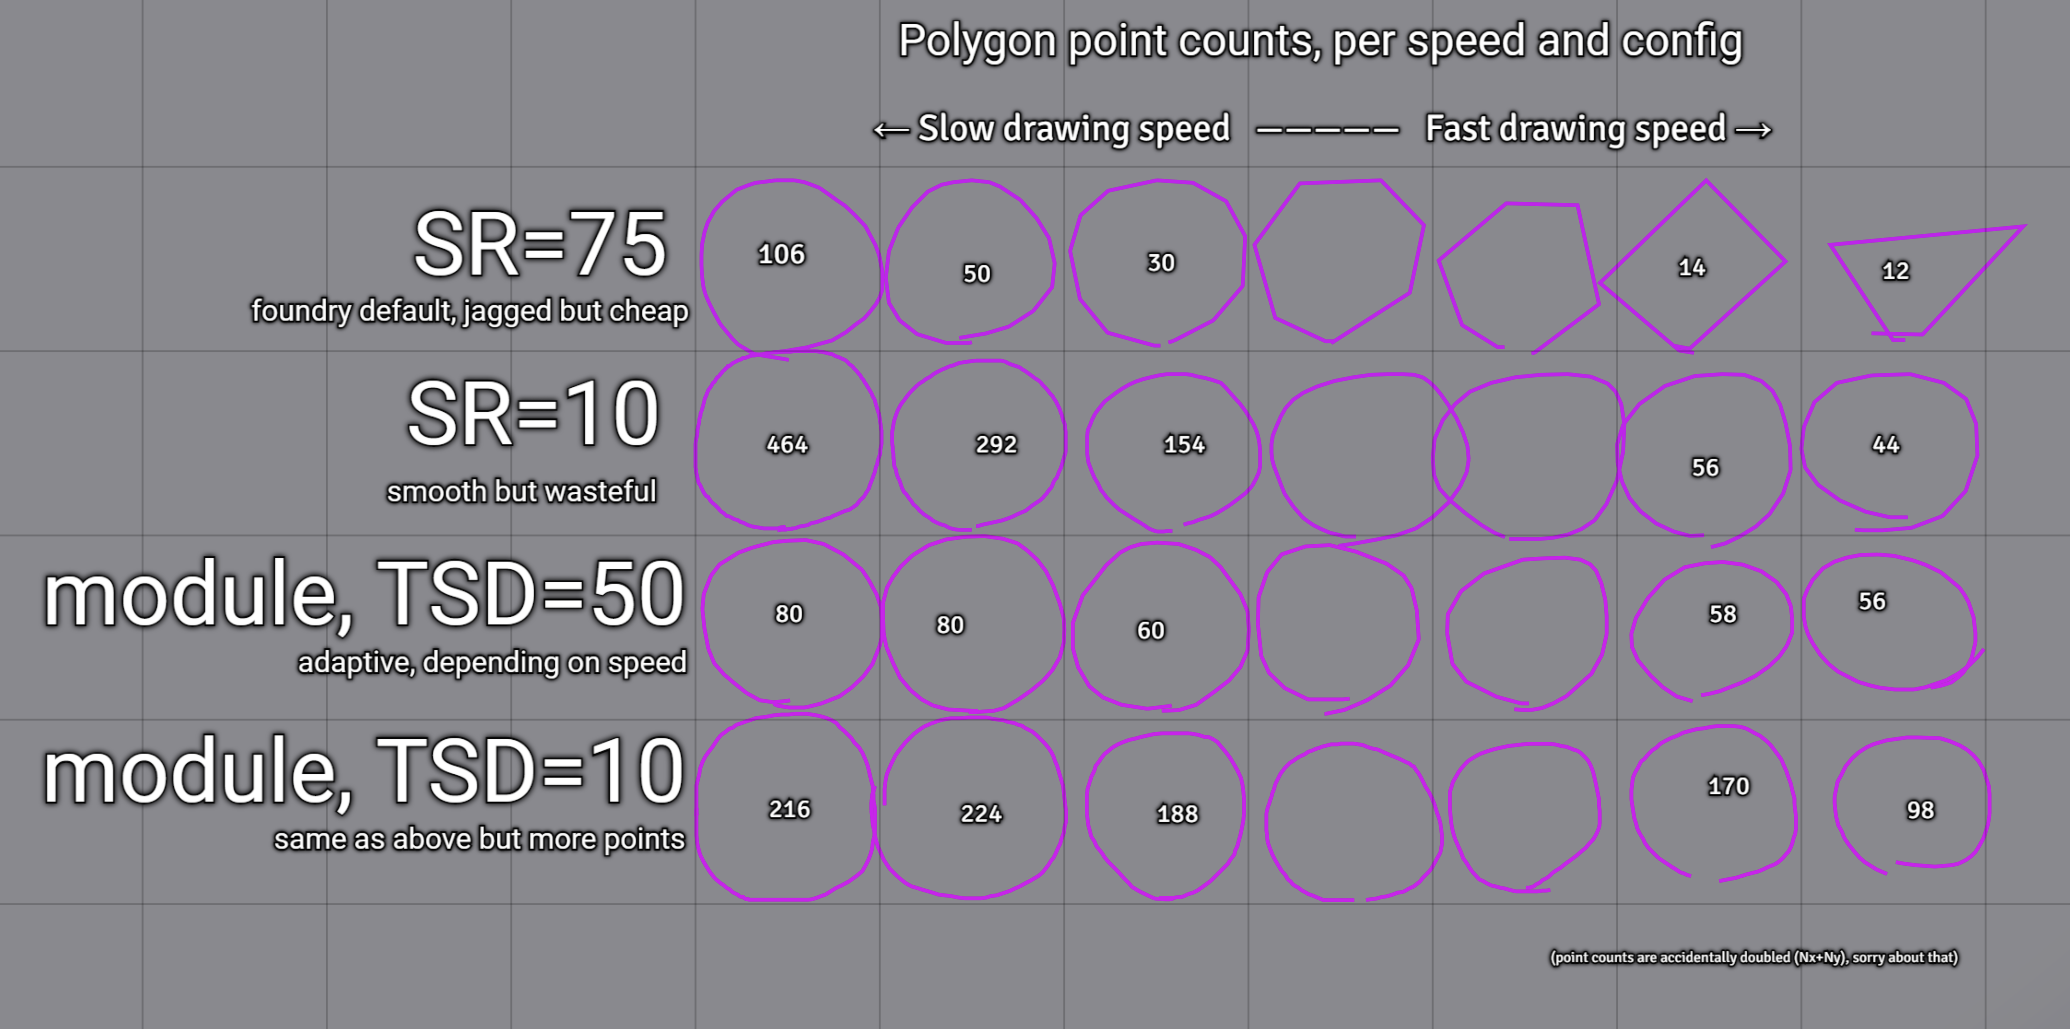 Polygon point counts, per speed and config
← Slow drawing speed ————— Fast drawing speed →
SR=75
foundry default, jagged but cheap
106 50 30 14 12
SR=10
smooth but wasteful
464 292 154 56 44
module, TSD=50
adaptive, depending on speed
80 80 60 58 56
module, TSD=10
same as above but more points
216 224 188 170 98
(point counts are accidentally doubled (Nx+Ny), sorry about that)